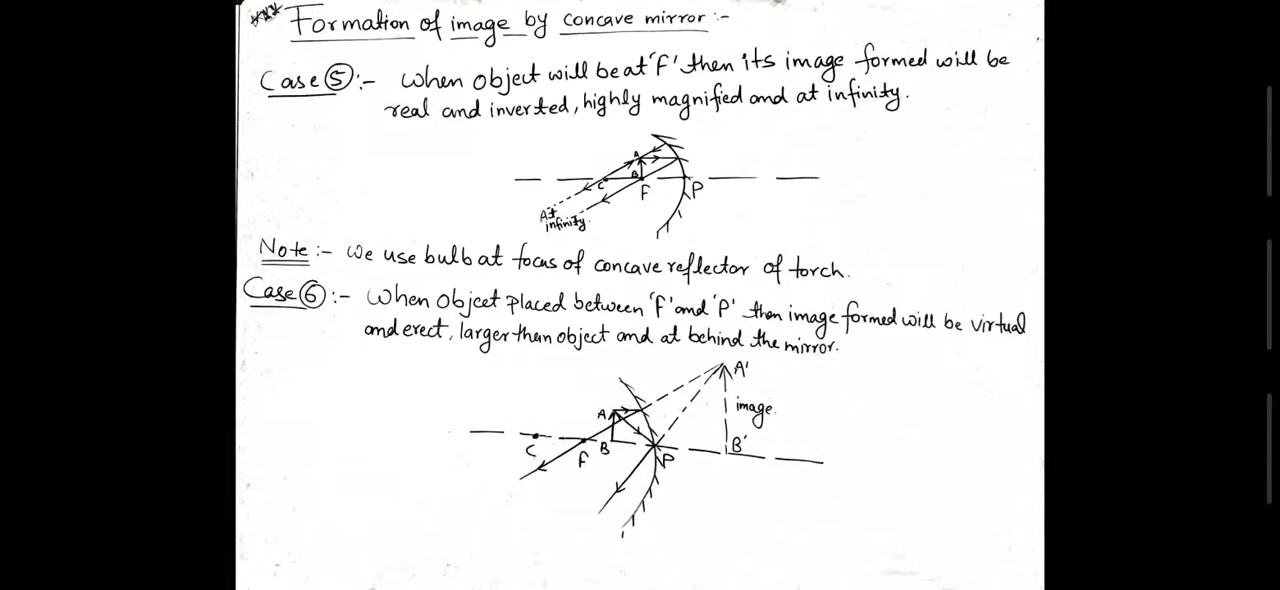 *** Formation of image by concave mirror :-
Case ⑤ :- When object will be at 'F' then its image formed will be
real and inverted, highly magnified and at infinity.
A
C B F P
At
infinity
Note :- We use bulb at focus of concave reflector of torch.
Case ⑥ :- When Object placed between 'F' and 'P' then image formed will be virtual
and erect, larger then object and at behind the mirror.
A'
A image
C F B P B'